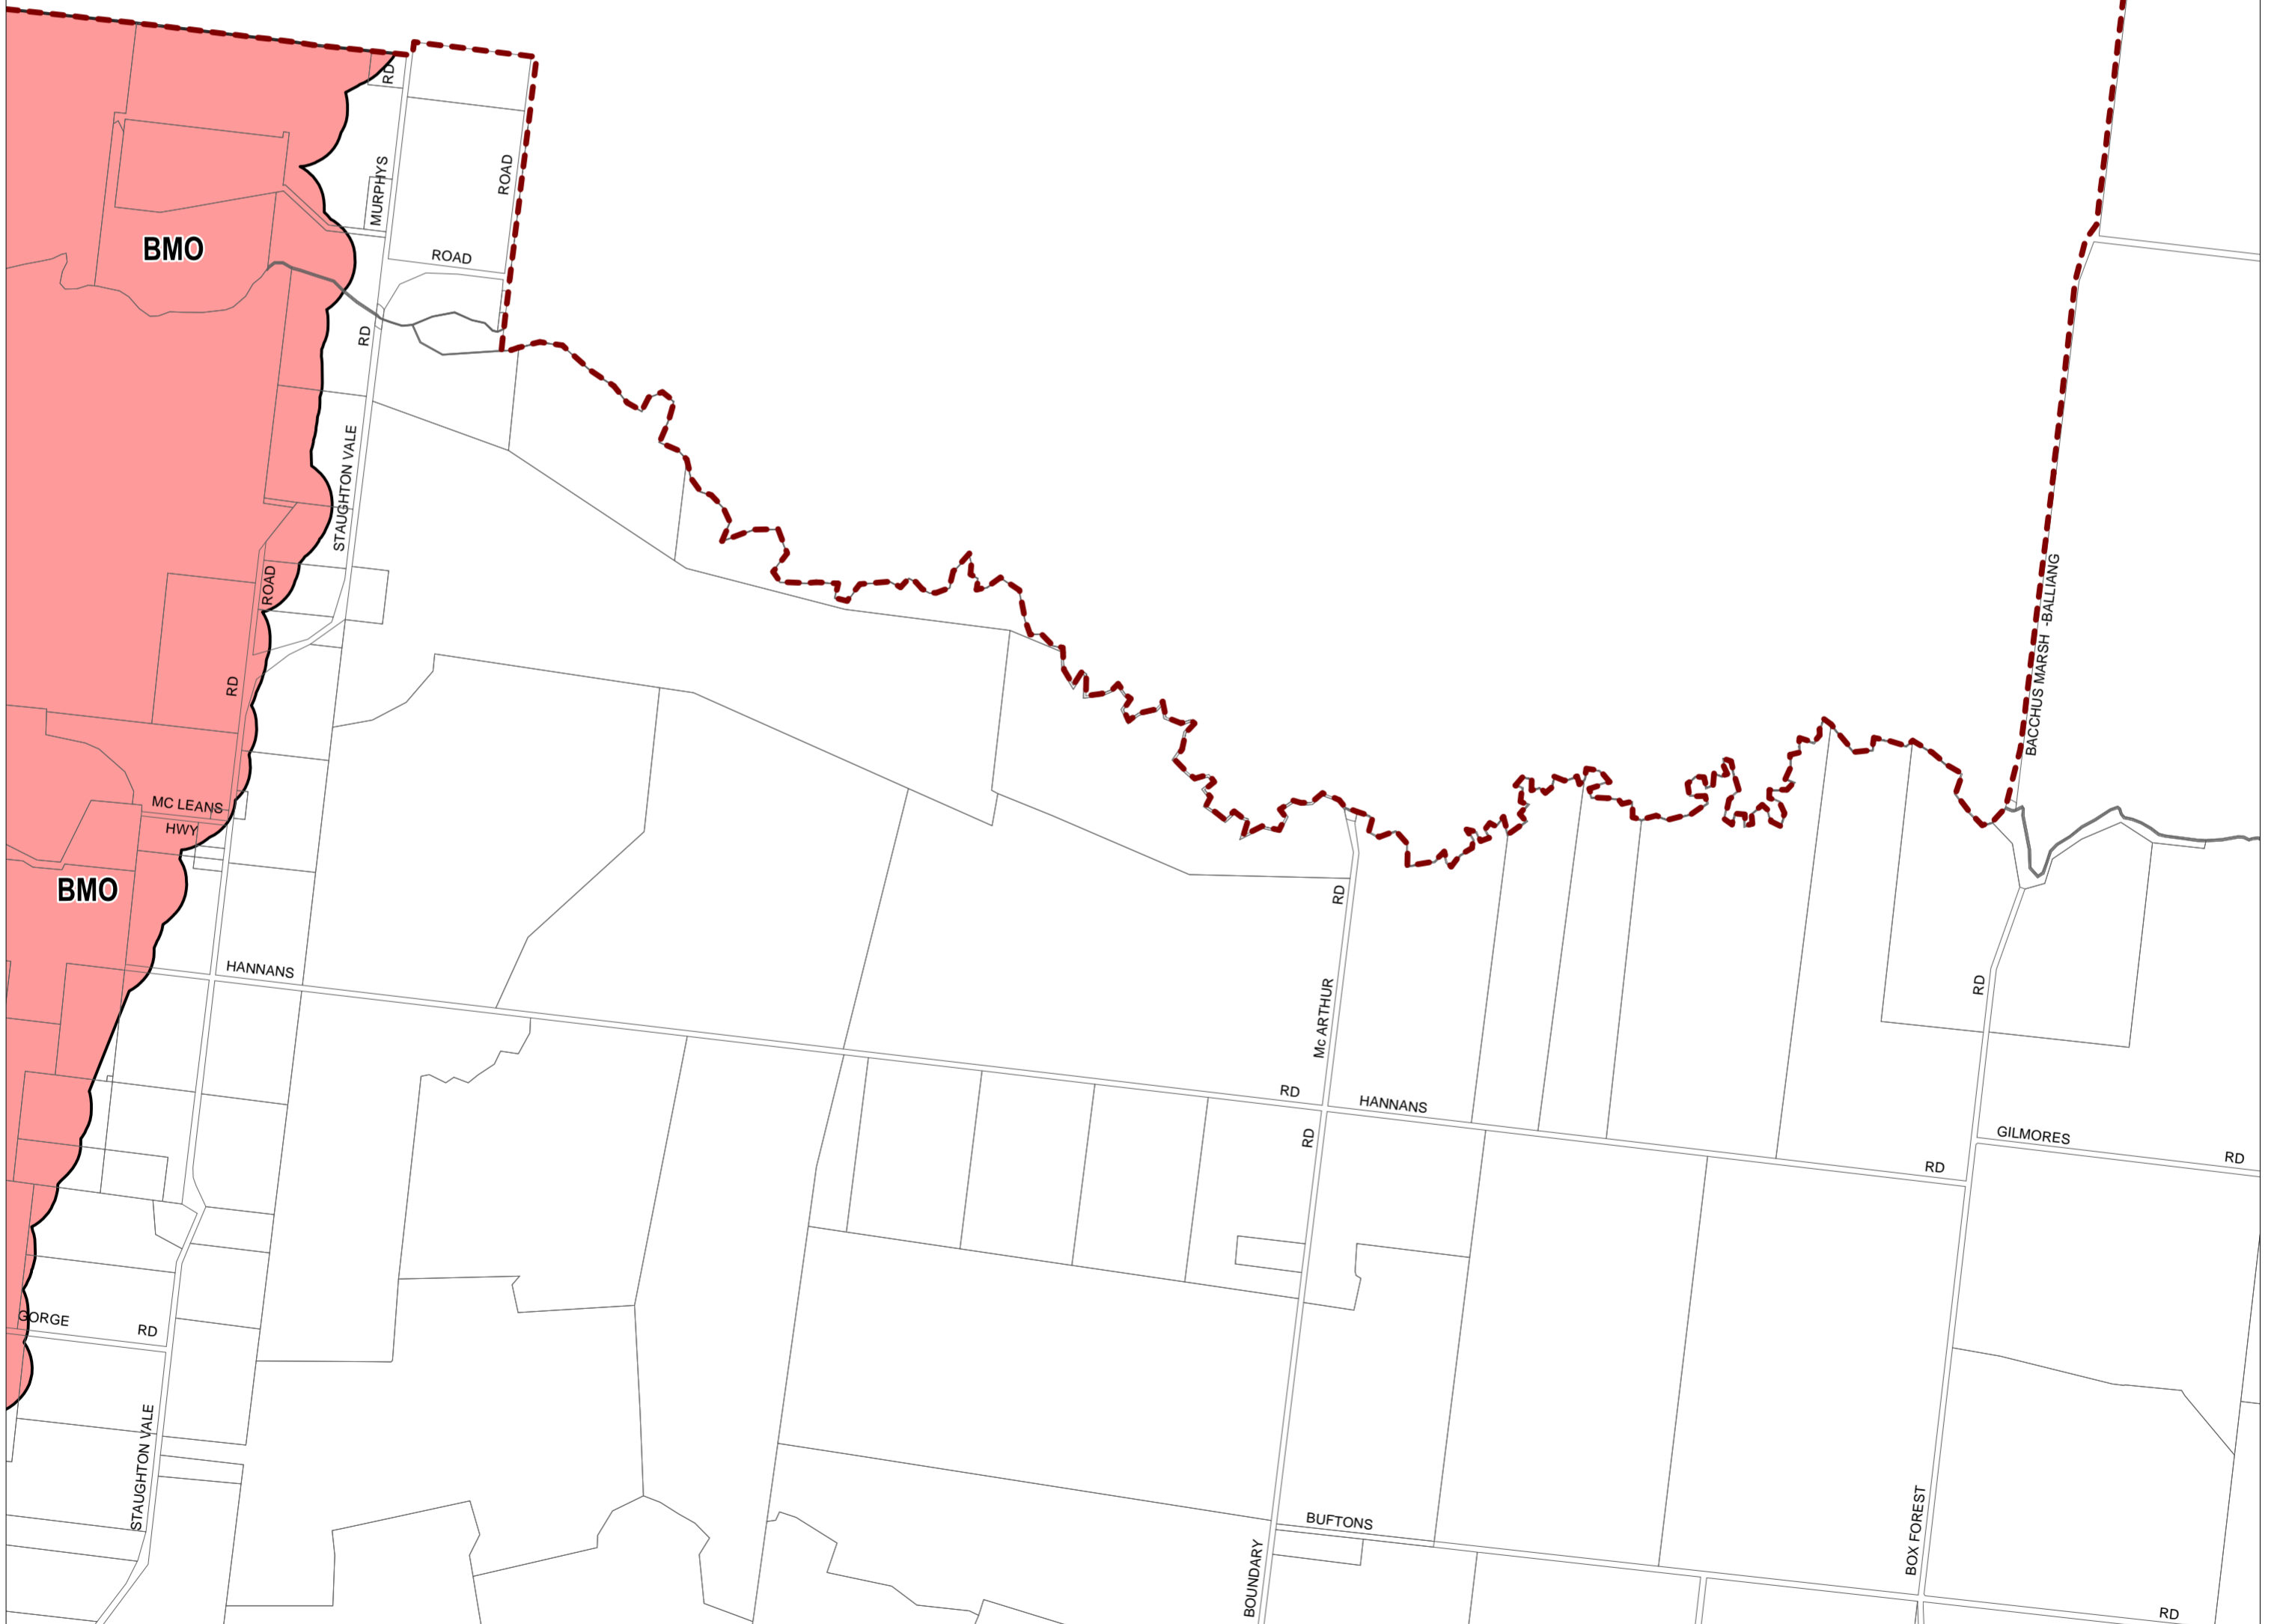 RD
MURPHYS
ROAD
BMO
ROAD
RD
STAUGHTON VALE
ROAD
BACCHUS MARSH -BALLIANG
RD
MC LEANS
HWY
BMO
RD
HANNANS
RD
Mc ARTHUR
RD
HANNANS
RD
GILMORES
RD
RD
GORGE
RD
STAUGHTON VALE
BUFTONS
BOX FOREST
BOUNDARY
RD